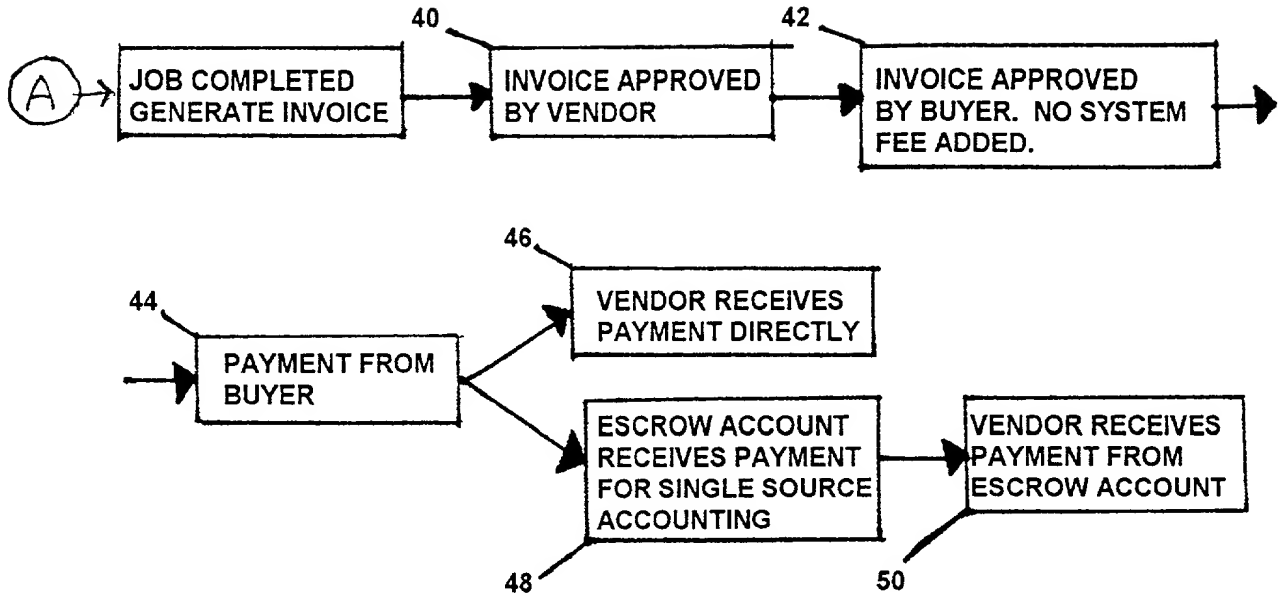 40
42
A
JOB COMPLETED
GENERATE INVOICE
INVOICE APPROVED
BY VENDOR
INVOICE APPROVED
BY BUYER. NO SYSTEM
FEE ADDED.
46
44
VENDOR RECEIVES
PAYMENT DIRECTLY
PAYMENT FROM
BUYER
ESCROW ACCOUNT
RECEIVES PAYMENT
FOR SINGLE SOURCE
ACCOUNTING
VENDOR RECEIVES
PAYMENT FROM
ESCROW ACCOUNT
48
50